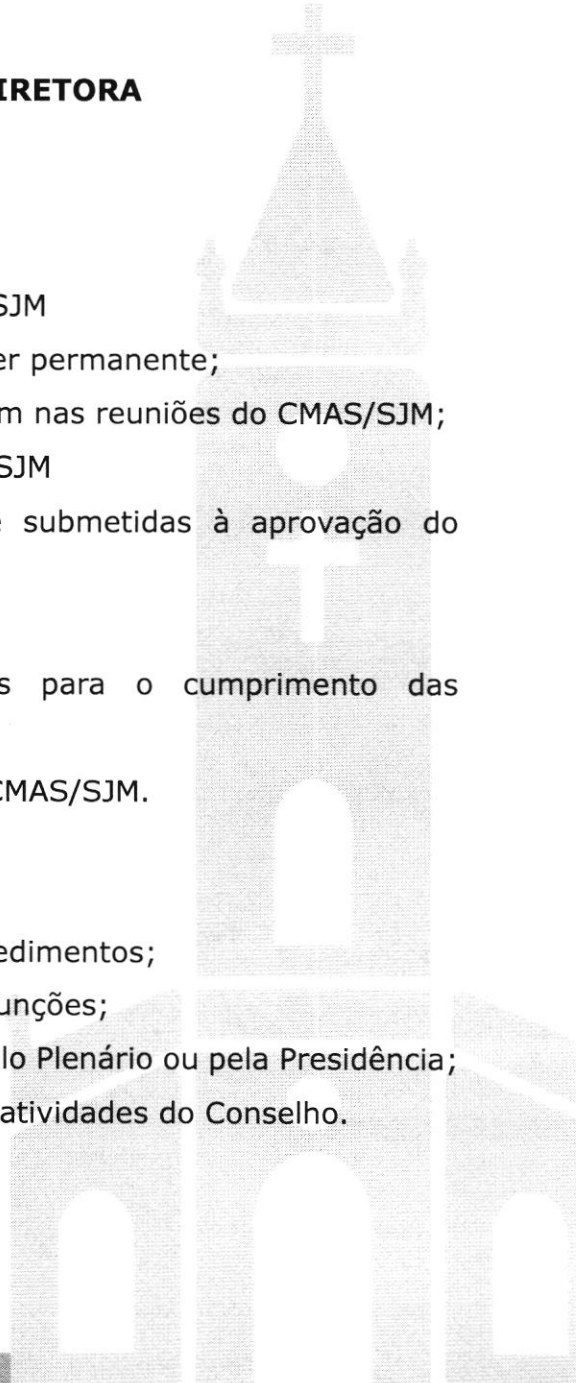 IRETORA
SJM
er permanente;
m nas reuniões do CMAS/SJM;
SJM
e submetidas à aprovação do
s para o cumprimento das
CMAS/SJM.
edimentos;
unções;
lo Plenário ou pela Presidência;
atividades do Conselho.